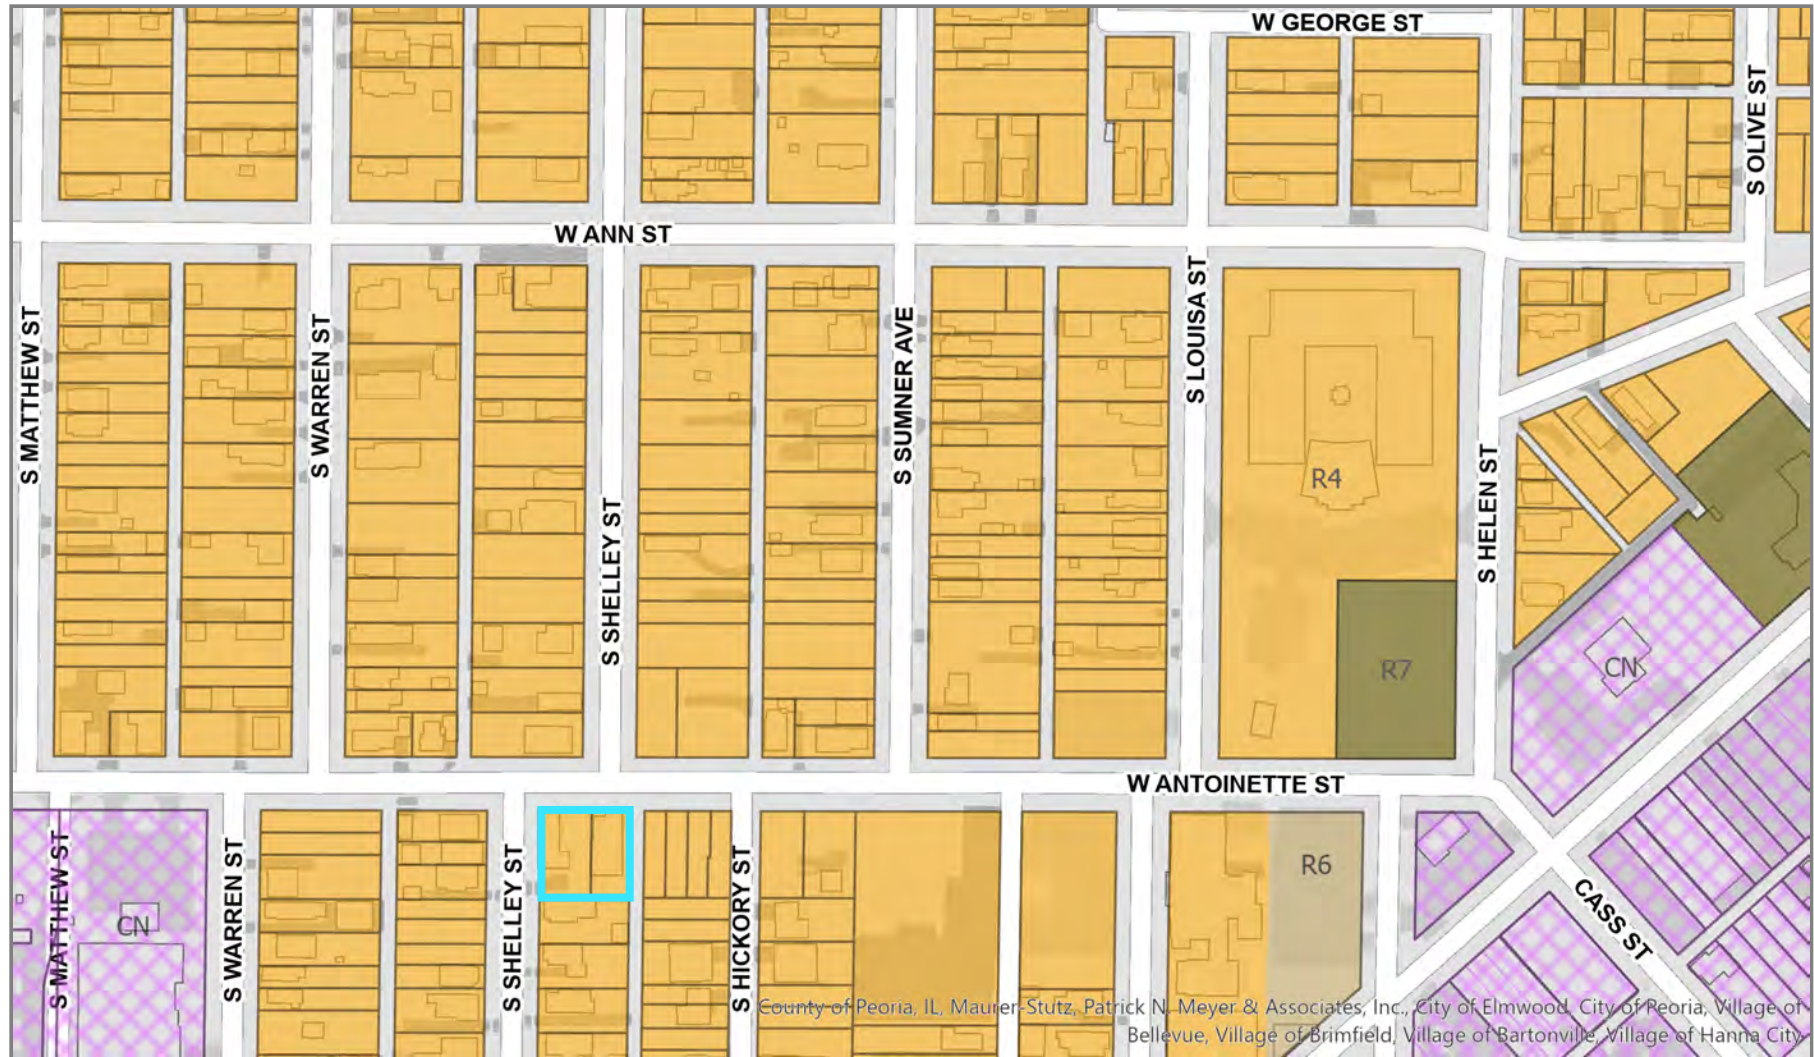 W GEORGE ST
S OLIVE ST
W ANN ST
S MATTHEW ST
S WARREN ST
S SHELLEY ST
S SUMNER AVE
S LOUISA ST
R4
S HELEN ST
R7
CN
W ANTOINETTE ST
S MATTHEW ST
CN
S WARREN ST
S SHELLEY ST
S HICKORY ST
R6
CASS ST
County of Peoria, IL, Maurer-Stutz, Patrick N. Meyer & Associates, Inc., City of Elmwood, City of Peoria, Village of
Bellevue, Village of Brimfield, Village of Bartonville, Village of Hanna City